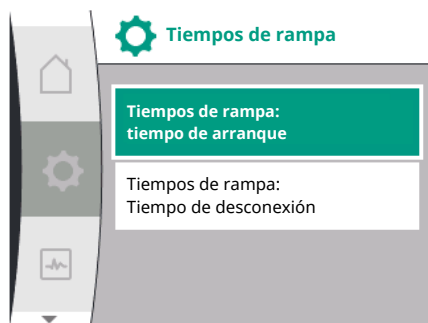 Tiempos de rampa
Tiempos de rampa:
tiempo de arranque
Tiempos de rampa:
Tiempo de desconexión